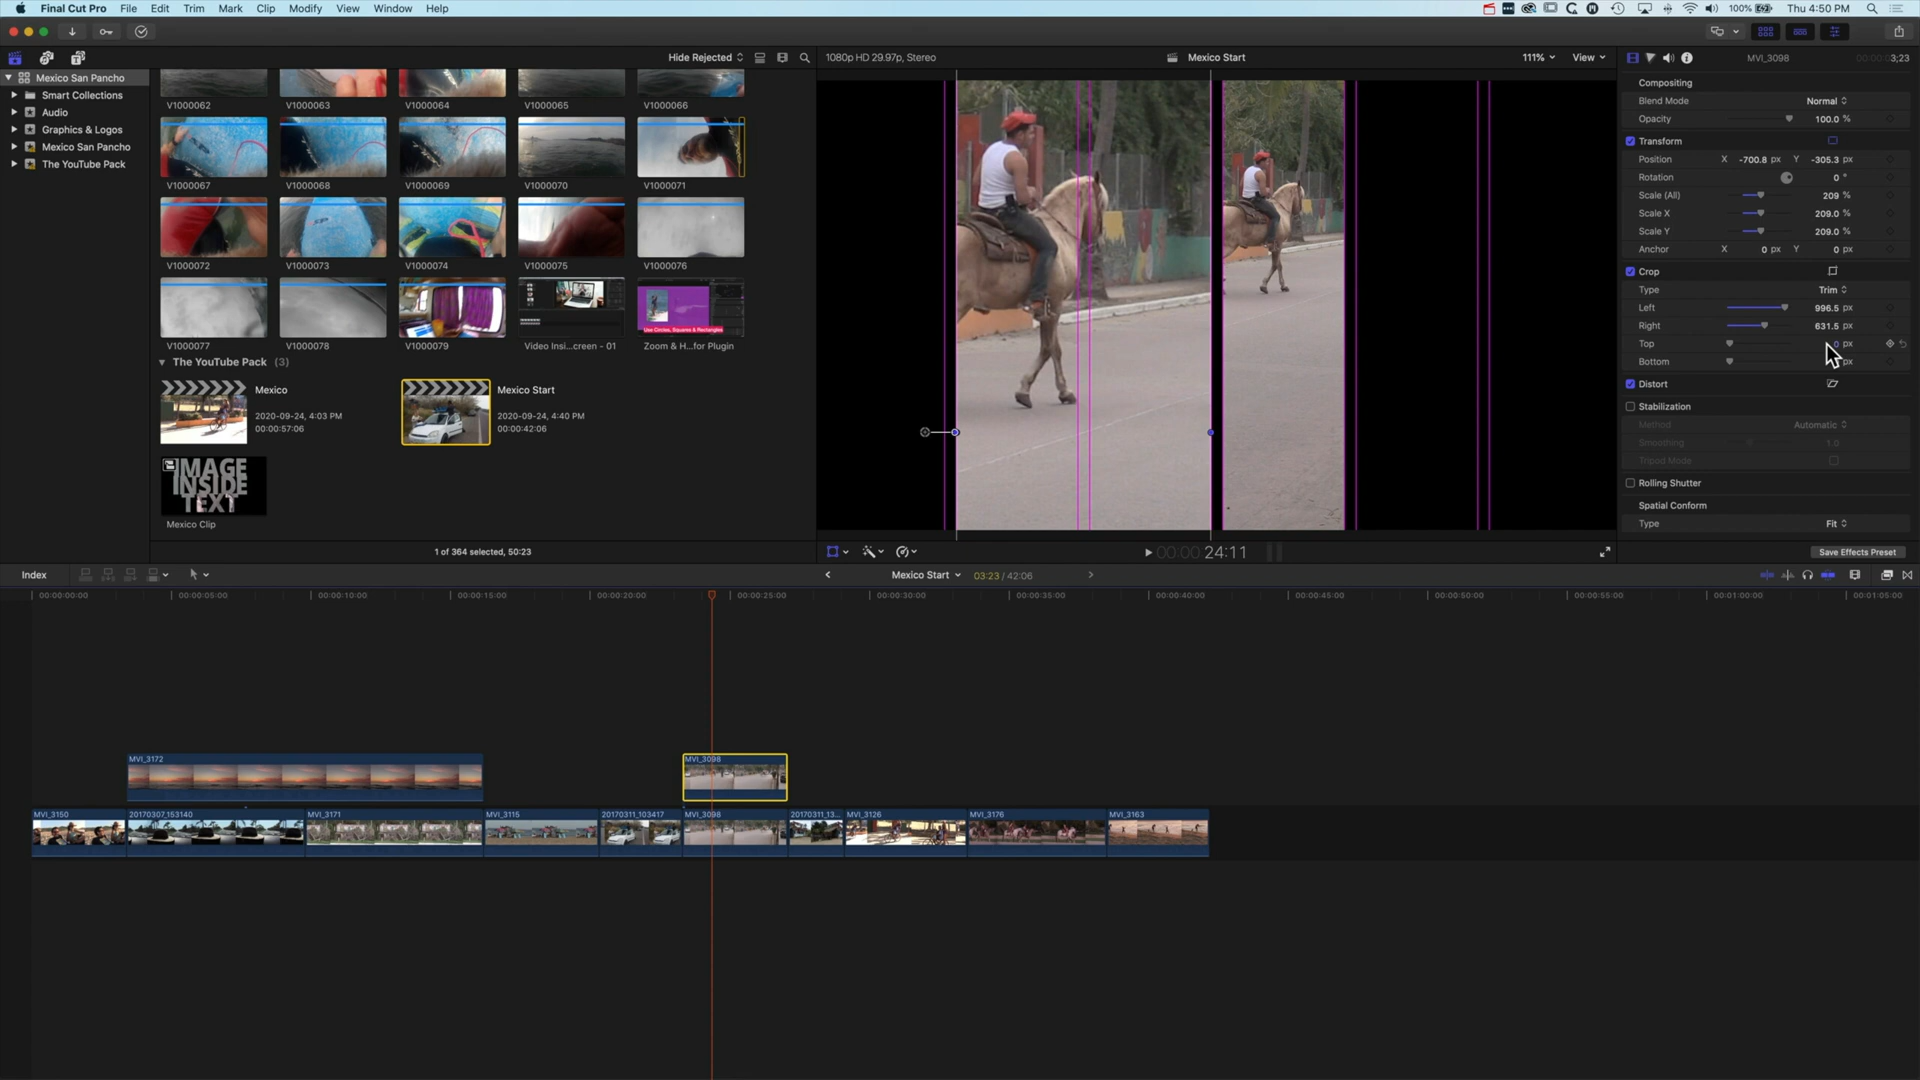 Final Cut Pro File Edit Trim Mark Clip Modify View Window Help 100% Thu 4:50 PM
Hide Rejected 1080p HD 29.97p, Stereo Mexico Start 111% View MVI_3098 3;23
Mexico San Pancho
Smart Collections
Audio
Graphics & Logos
Mexico San Pancho
The YouTube Pack
V1000062 V1000063 V1000064 V1000065 V1000066
V1000067 V1000068 V1000069 V1000070 V1000071
V1000072 V1000073 V1000074 V1000075 V1000076
Use Circles, Squares & Rectangles
V1000077 V1000078 V1000079 Video Insi...creen - 01 Zoom & H...for Plugin
The YouTube Pack (3)
Mexico
2020-09-24, 4:03 PM
00:00:57:06
Mexico Start
2020-09-24, 4:40 PM
00:00:42:06
IMAGE
INSIDE
TEXT
Mexico Clip
1 of 364 selected, 50:23
00:00:00:24:11
Compositing
Blend Mode Normal
Opacity 100.0 %
Transform
Position X -700.8 px Y -305.3 px
Rotation 0 °
Scale (All) 209 %
Scale X 209.0 %
Scale Y 209.0 %
Anchor X 0 px Y 0 px
Crop
Type Trim
Left 996.5 px
Right 631.5 px
Top 0 px
Bottom px
Distort
Stabilization
Method Automatic
Smoothing 1.0
Tripod Mode
Rolling Shutter
Spatial Conform
Type Fit
Save Effects Preset
Index Mexico Start 03:23 / 42:06
00:00:00:00 00:00:05:00 00:00:10:00 00:00:15:00 00:00:20:00 00:00:25:00 00:00:30:00 00:00:35:00 00:00:40:00 00:00:45:00 00:00:50:00 00:00:55:00 00:01:00:00 00:01:05:00
MVI_3172 MVI_3098
MVI_3150 20170307_153140 MVI_3171 MVI_3115 20170311_103417 MVI_3098 20170311_13... MVI_3126 MVI_3176 MVI_3163